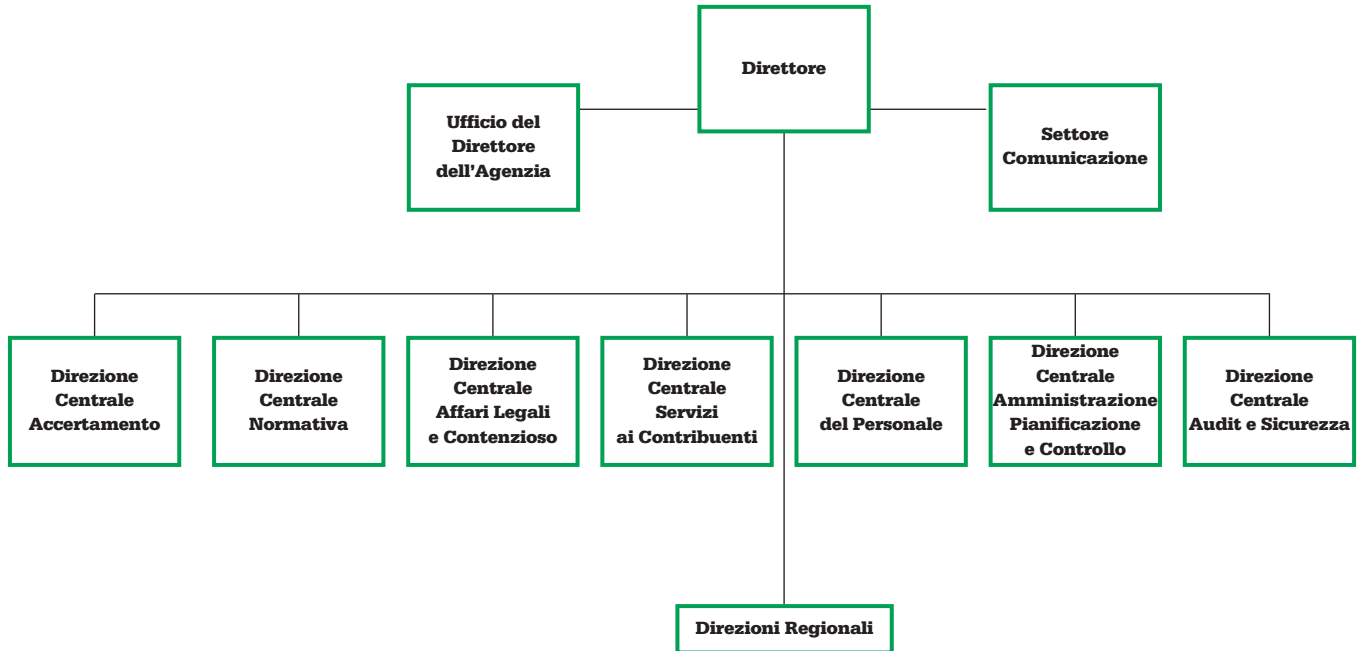 Direttore
Ufficio del
Direttore
dell'Agenzia
Settore
Comunicazione
Direzione
Centrale
Accertamento
Direzione
Centrale
Normativa
Direzione
Centrale
Affari Legali
e Contenzioso
Direzione
Centrale
Servizi
ai Contribuenti
Direzione
Centrale
del Personale
Direzione
Centrale
Amministrazione
Pianificazione
e Controllo
Direzione
Centrale
Audit e Sicurezza
Direzioni Regionali